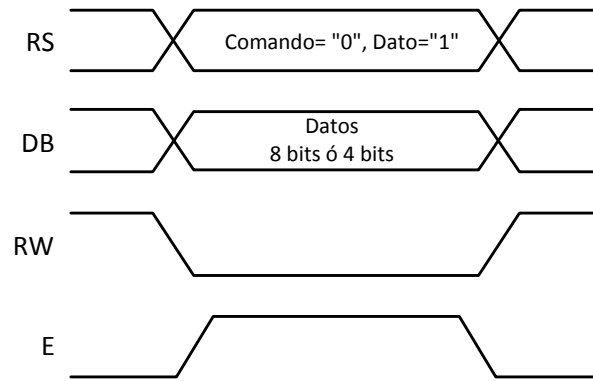 RS
Comando= "0", Dato="1"
DB
Datos
8 bits ó 4 bits
RW
E